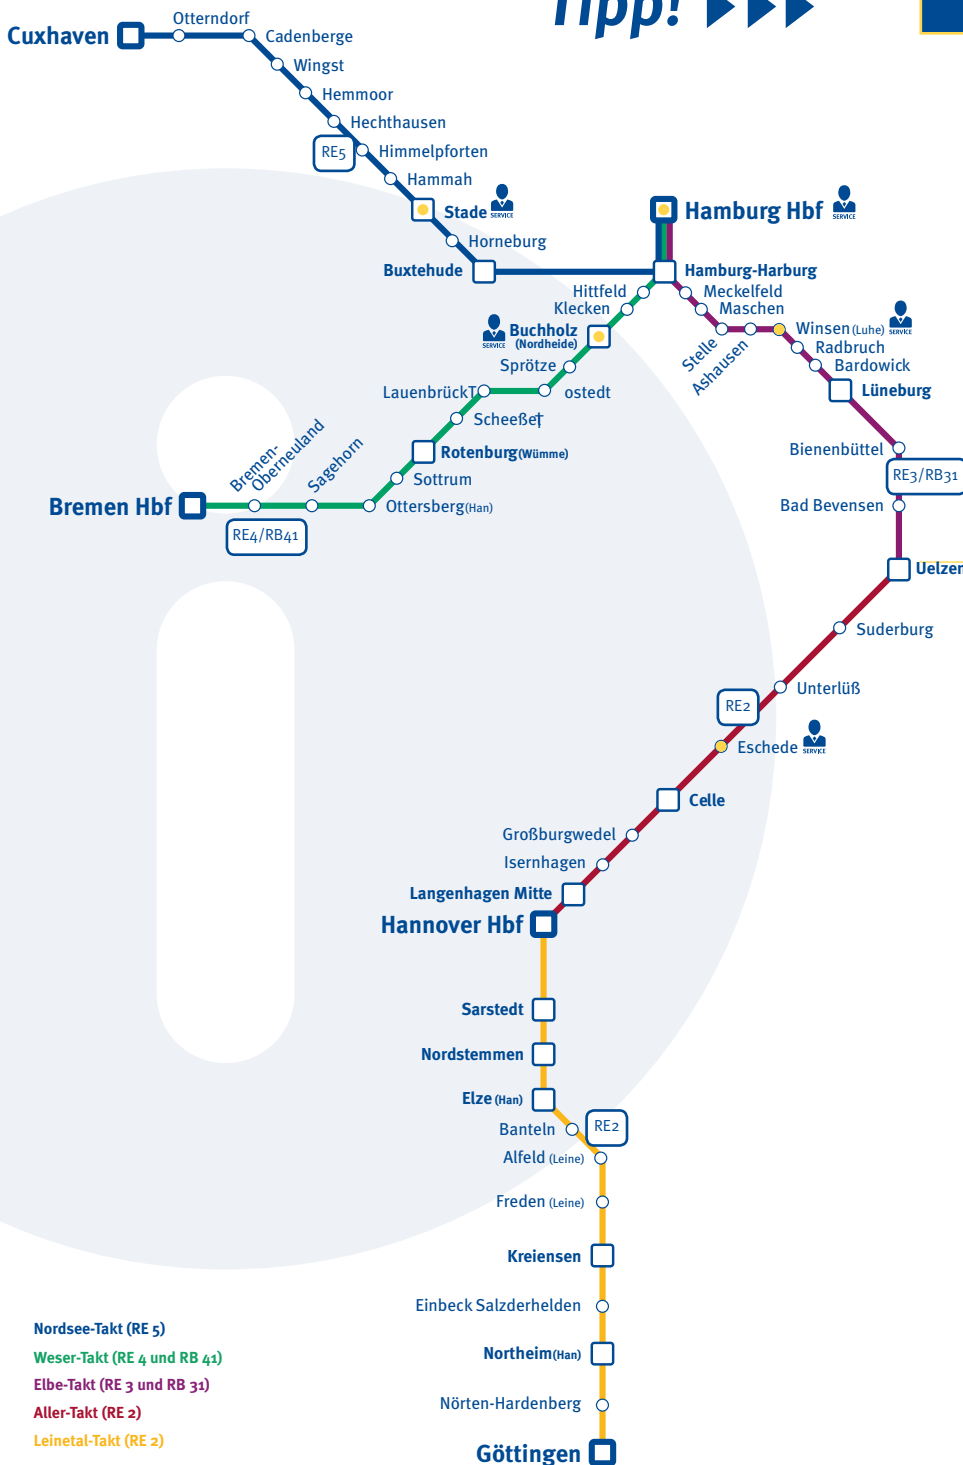 Tipp!
Otterndorf
Cuxhaven
Cadenberge
Wingst
Hemmoor
Hechthausen
RE5
Himmelpforten
Hammah
Stade
SERVICE
Hamburg Hbf
SERVICE
Horneburg
Buxtehude
Hamburg-Harburg
Hittfeld
Meckelfeld
Klecken
Maschen
SERVICE
Buchholz
(Nordheide)
Winsen (Luhe)
SERVICE
Stelle
Ashausen
Radbruch
Sprötze
Bardowick
LauenbrückT
ostedt
Lüneburg
Scheeßel
Bremen-
Oberneuland
Sagehorn
Rotenburg(Wümme)
Bienenbüttel
Sottrum
RE3/RB31
Bremen Hbf
Ottersberg(Han)
Bad Bevensen
RE4/RB41
Uelzen
Suderburg
Unterlüß
RE2
Eschede
SERVICE
Celle
Großburgwedel
Isernhagen
Langenhagen Mitte
Hannover Hbf
Sarstedt
Nordstemmen
Elze (Han)
Banteln
RE2
Alfeld (Leine)
Freden (Leine)
Kreiensen
Einbeck Salzderhelden
Northeim(Han)
Nörten-Hardenberg
Göttingen
Nordsee-Takt (RE 5)
Weser-Takt (RE 4 und RB 41)
Elbe-Takt (RE 3 und RB 31)
Aller-Takt (RE 2)
Leinetal-Takt (RE 2)